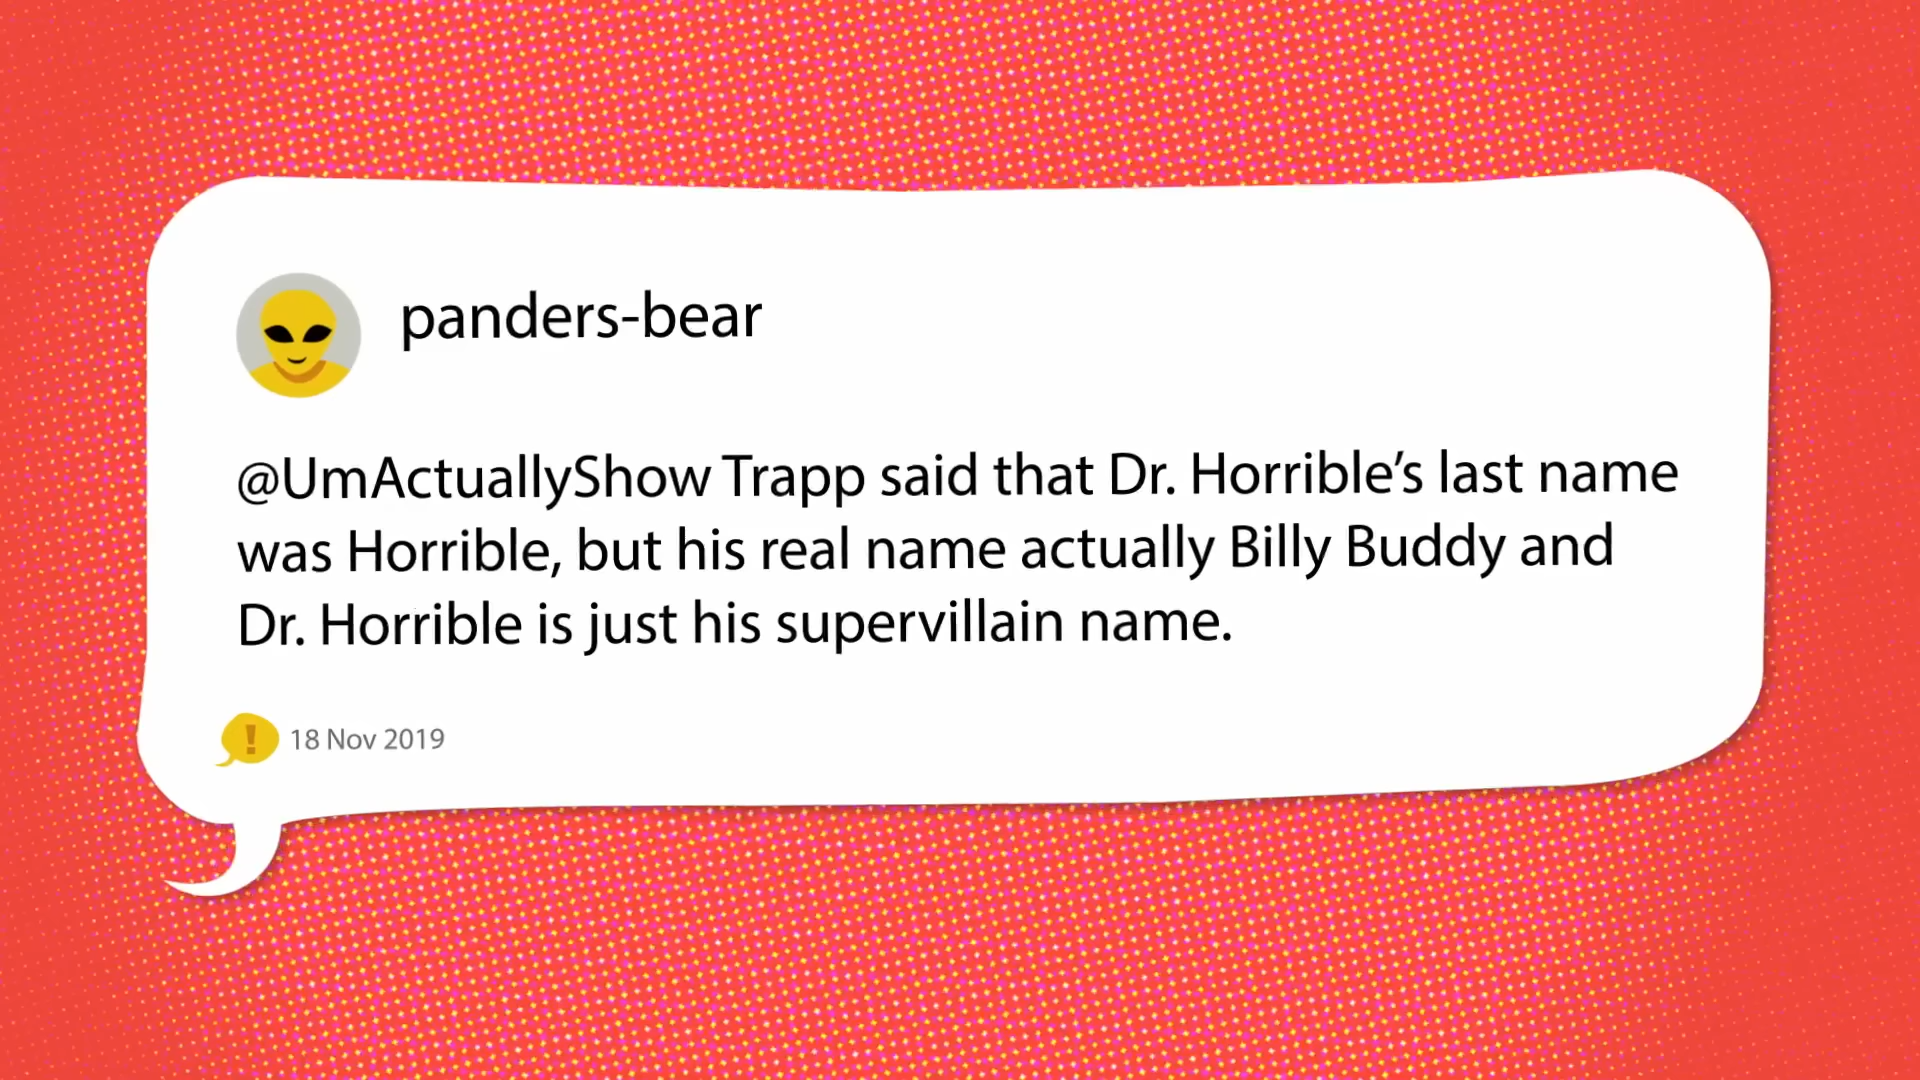 panders-bear
@UmActuallyShow Trapp said that Dr. Horrible’s last name
was Horrible, but his real name actually Billy Buddy and
Dr. Horrible is just his supervillain name.
! 18 Nov 2019